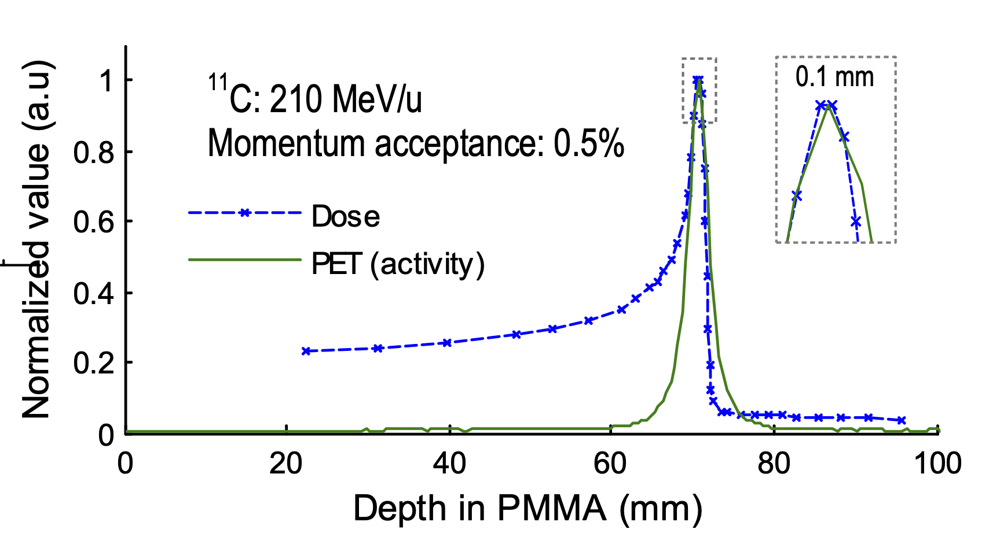 ¹¹C: 210 MeV/u
Momentum acceptance: 0.5%
Dose
PET (activity)
0.1 mm
Normalized value (a.u)
1
0.8
0.6
0.4
0.2
0
0 20 40 60 80 100
Depth in PMMA (mm)